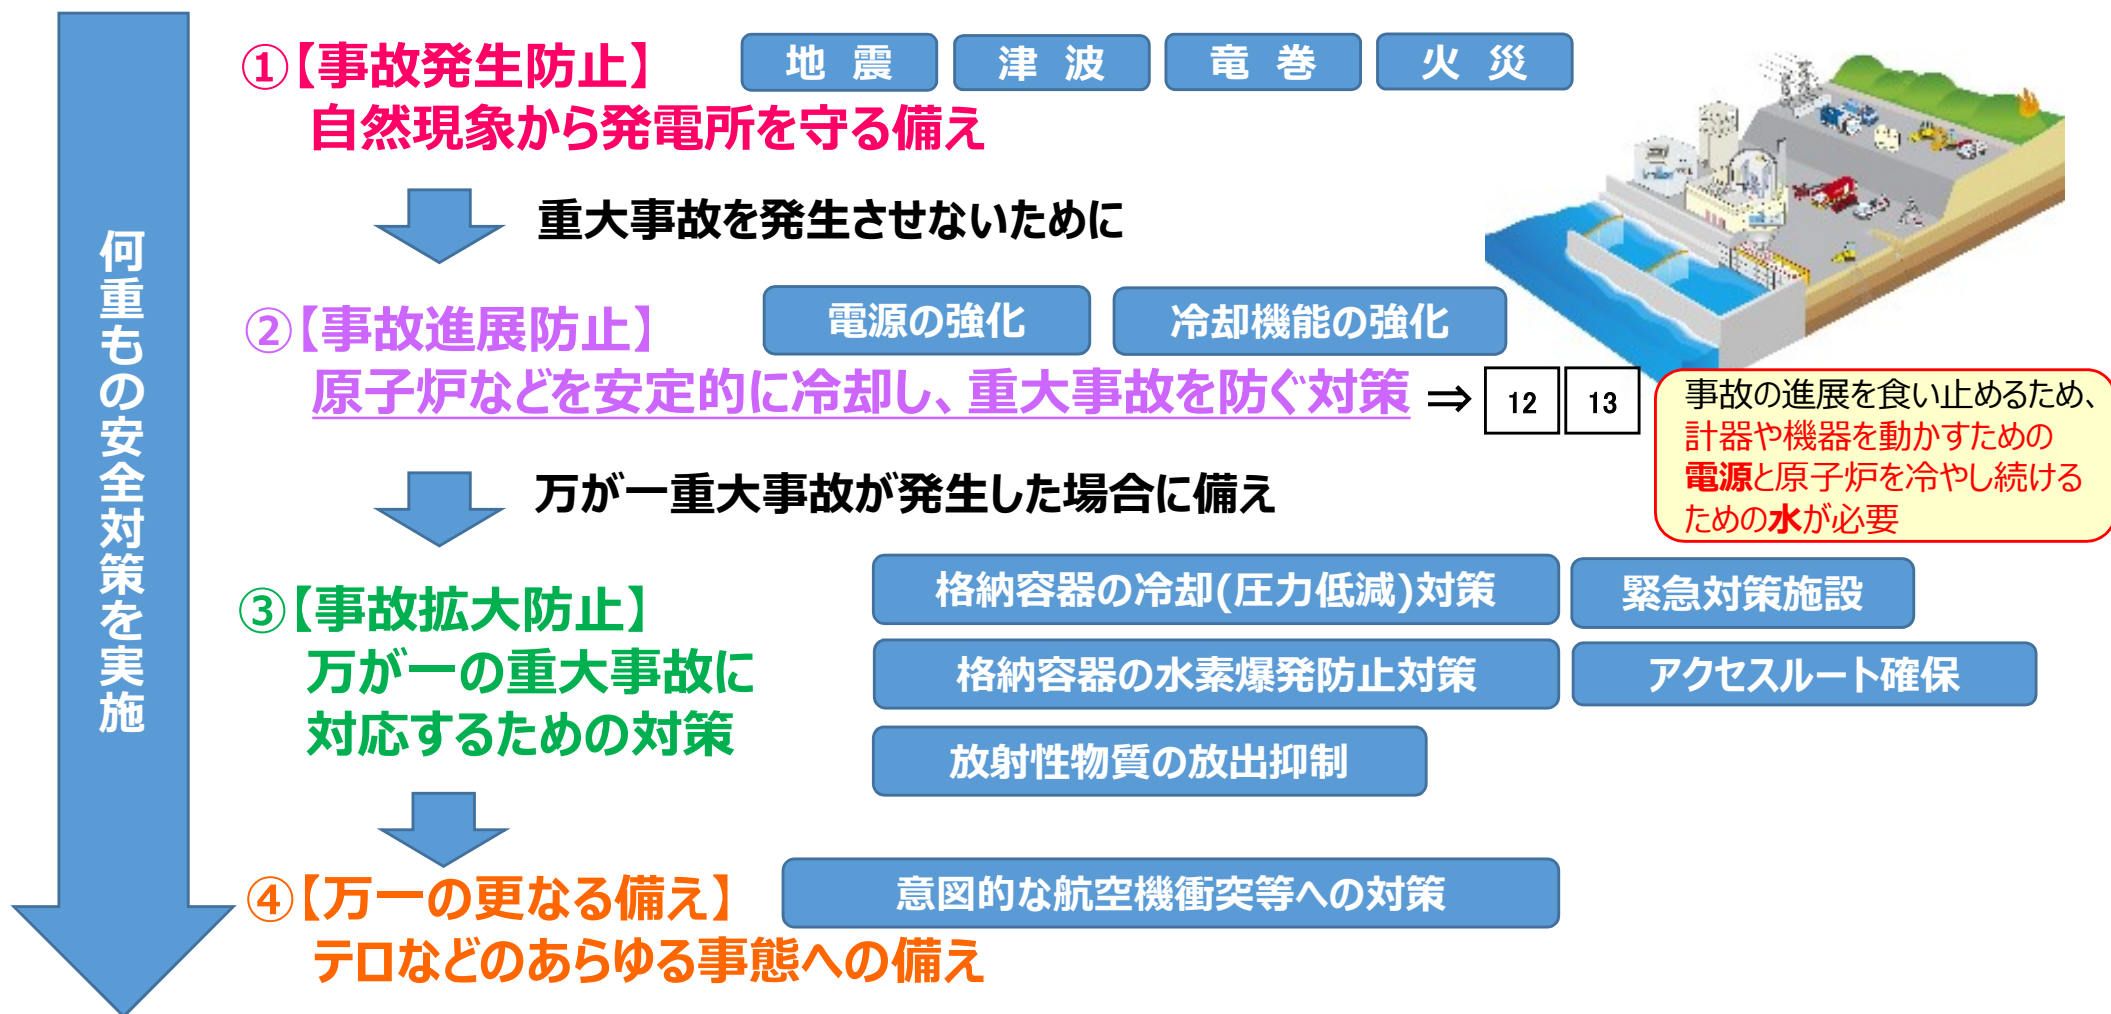 何重もの安全対策を実施
①【事故発生防止】
地 震
津 波
竜 巻
火 災
自然現象から発電所を守る備え
重大事故を発生させないために
②【事故進展防止】
電源の強化
冷却機能の強化
原子炉などを安定的に冷却し、重大事故を防ぐ対策 ⇒ 12 13
事故の進展を食い止めるため、
計器や機器を動かすための
電源と原子炉を冷やし続ける
ための水が必要
万が一重大事故が発生した場合に備え
③【事故拡大防止】
万が一の重大事故に
対応するための対策
格納容器の冷却(圧力低減)対策
緊急対策施設
格納容器の水素爆発防止対策
アクセスルート確保
放射性物質の放出抑制
④【万一の更なる備え】
意図的な航空機衝突等への対策
テロなどのあらゆる事態への備え